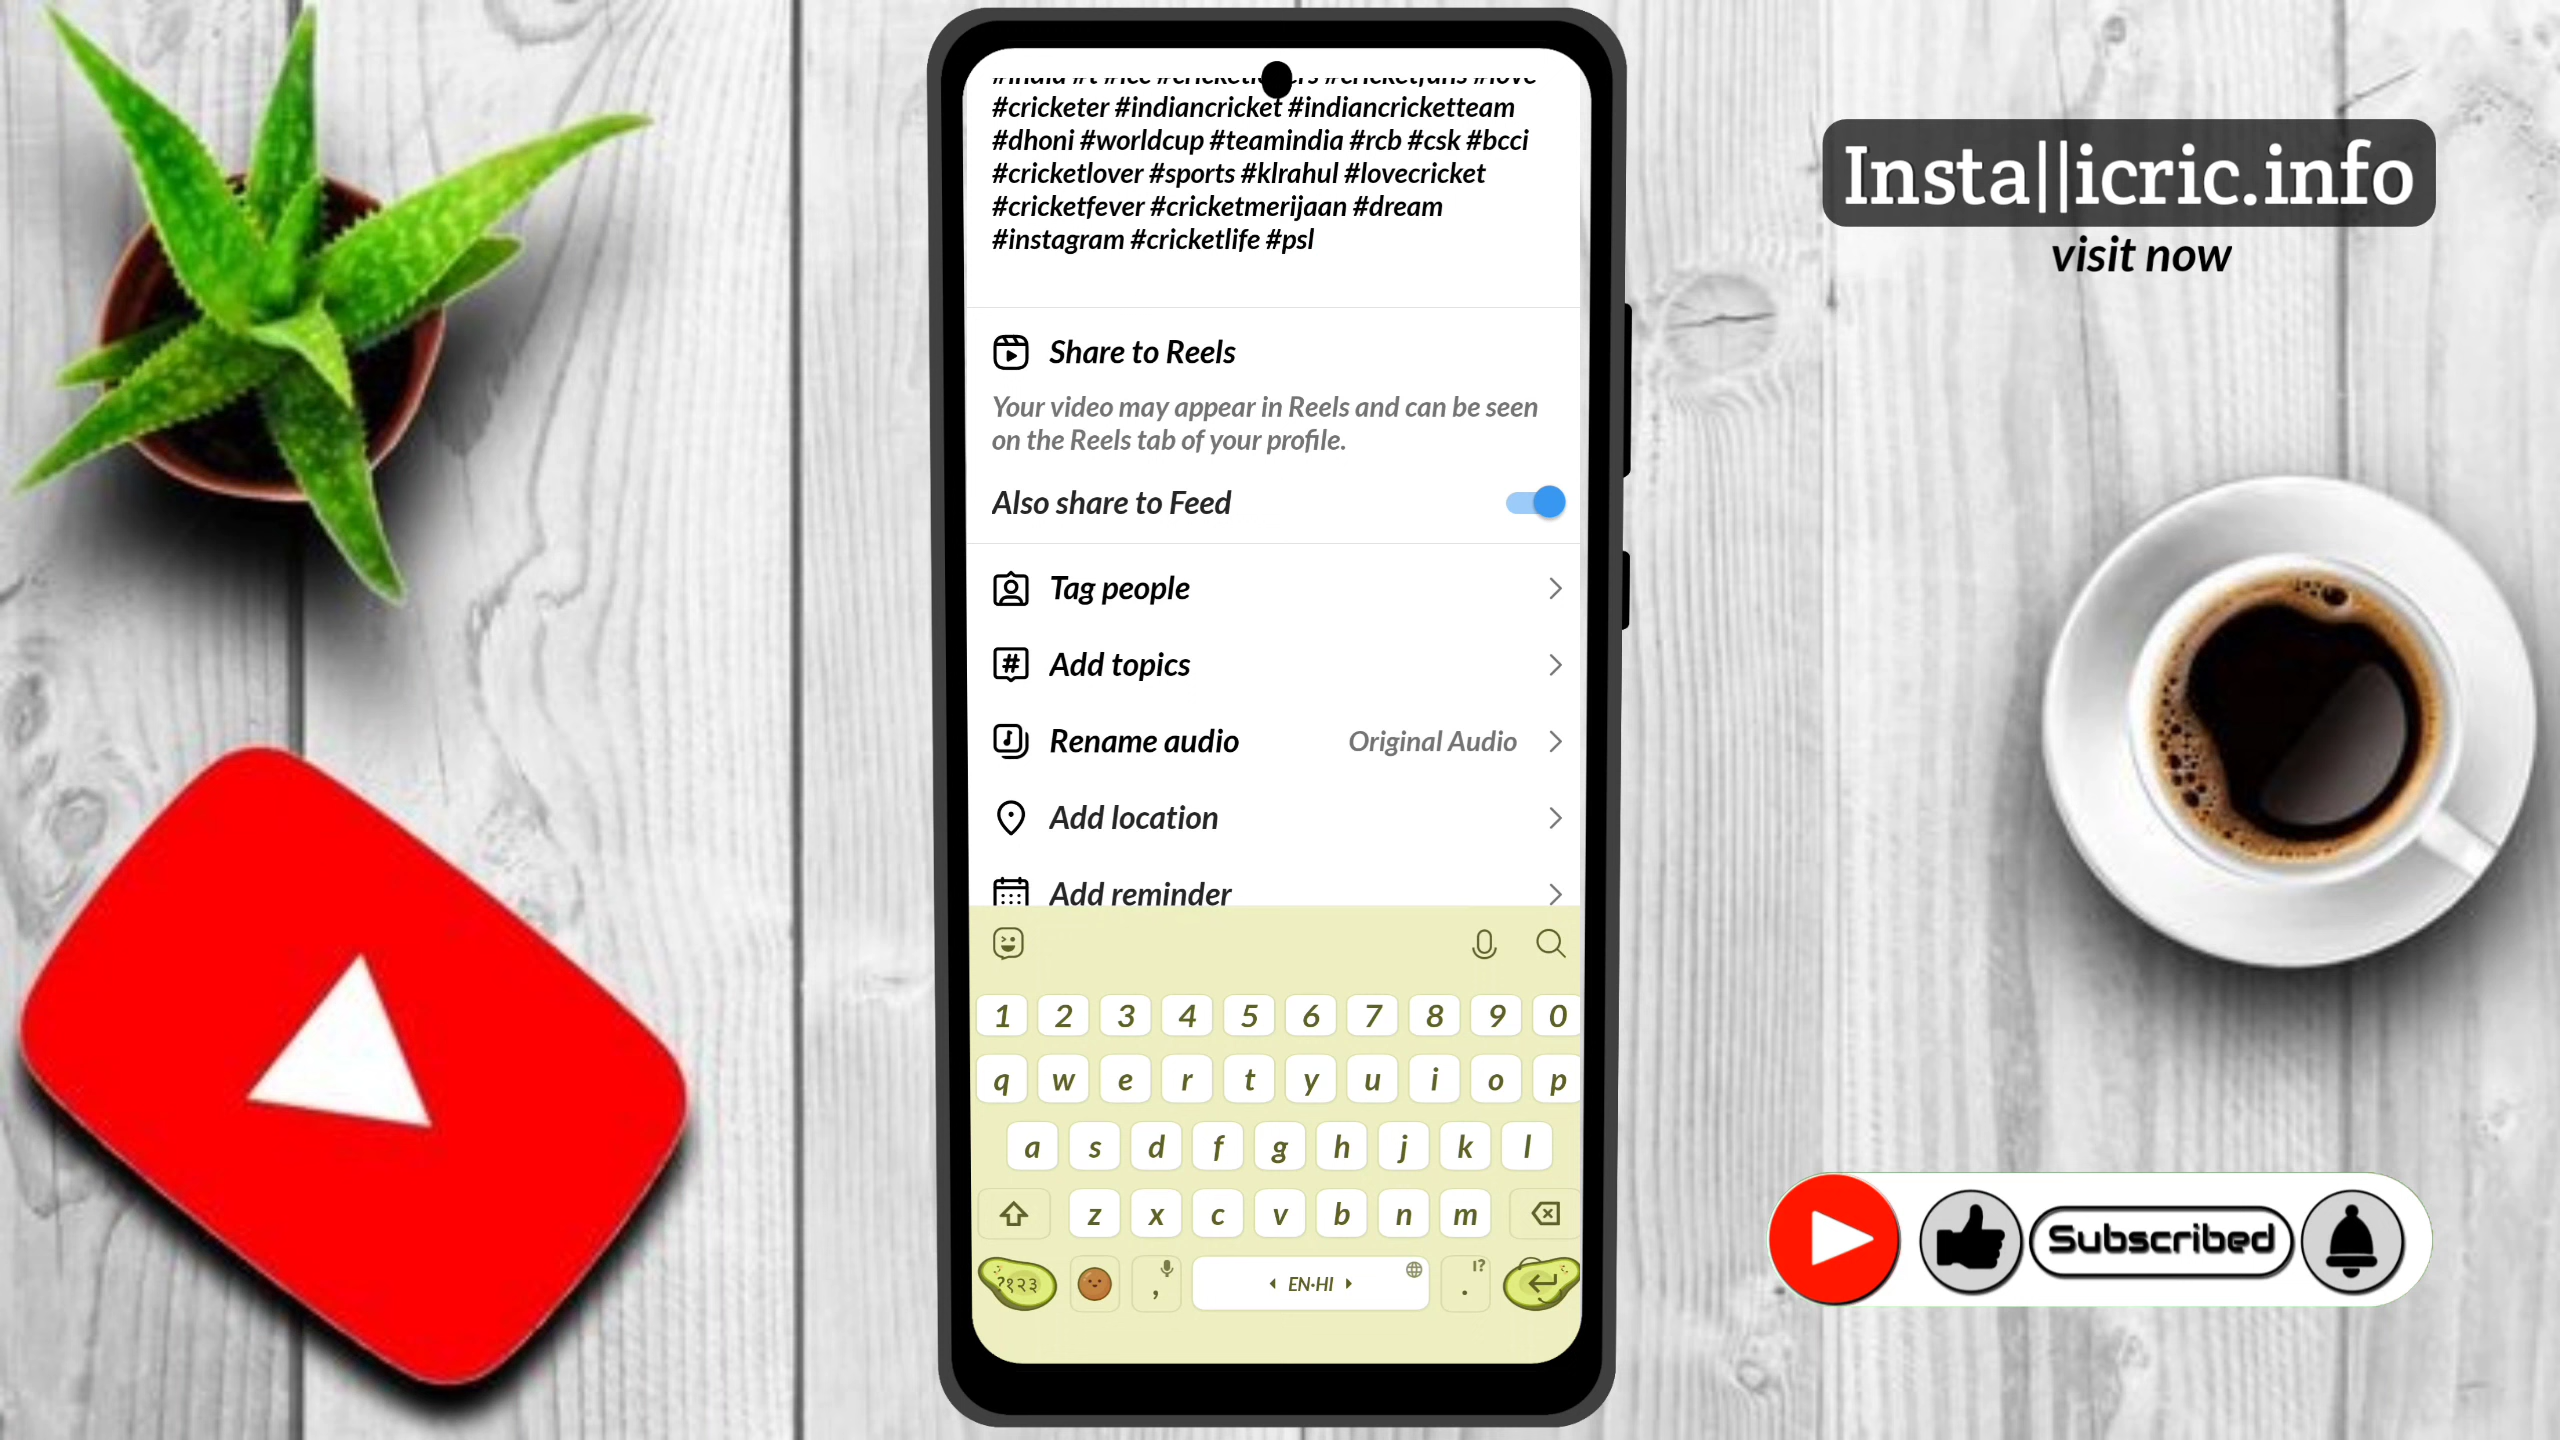 #cricketer #indiancricket #indiancricketteam
#dhoni #worldcup #teamindia #rcb #csk #bcci
#cricketlover #sports #klrahul #lovecricket
#cricketfever #cricketmerijaan #dream
#instagram #cricketlife #psl
Share to Reels
Your video may appear in Reels and can be seen
on the Reels tab of your profile.
Also share to Feed
Tag people
Add topics
Rename audio Original Audio
Add location
Add reminder
1 2 3 4 5 6 7 8 9 0
q w e r t y u i o p
a s d f g h j k l
z x c v b n m
?१२३ , EN·HI . !?
Insta||icric.info
visit now
Subscribed